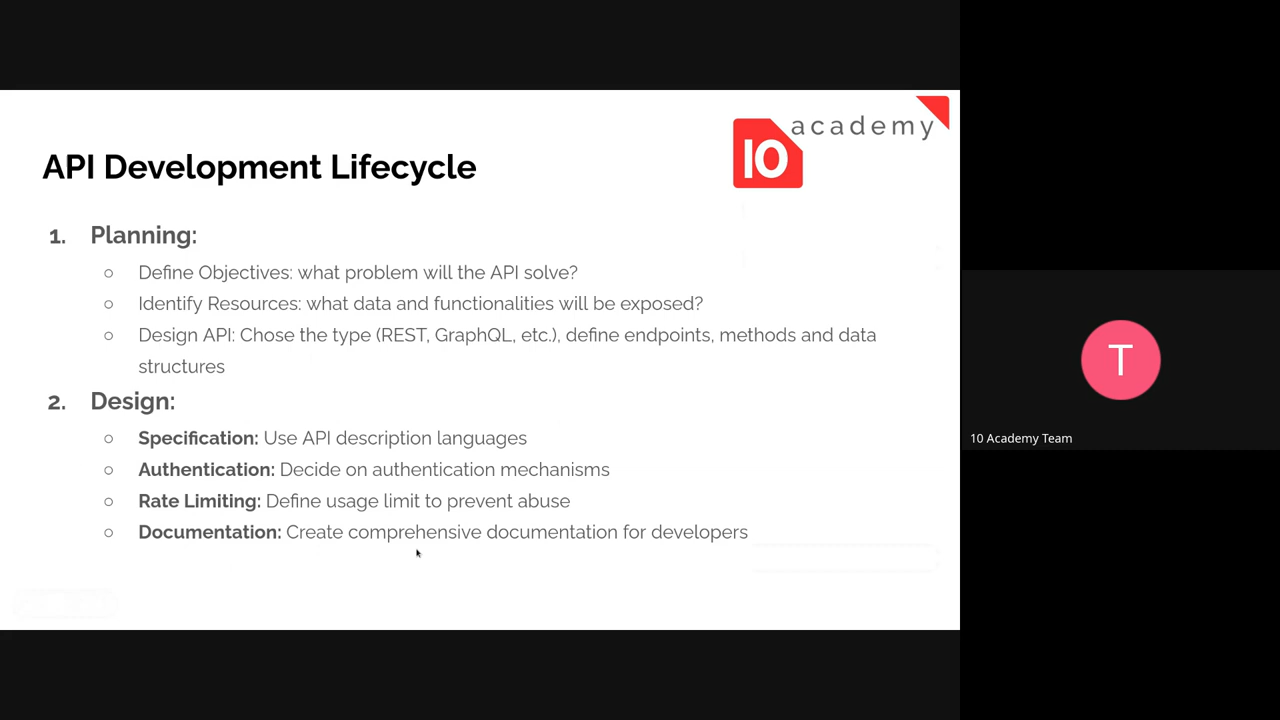 academy
10
API Development Lifecycle
1. Planning:
○ Define Objectives: what problem will the API solve?
○ Identify Resources: what data and functionalities will be exposed?
○ Design API: Chose the type (REST, GraphQL, etc.), define endpoints, methods and data
structures
2. Design:
○ Specification: Use API description languages
○ Authentication: Decide on authentication mechanisms
○ Rate Limiting: Define usage limit to prevent abuse
○ Documentation: Create comprehensive documentation for developers
T
10 Academy Team